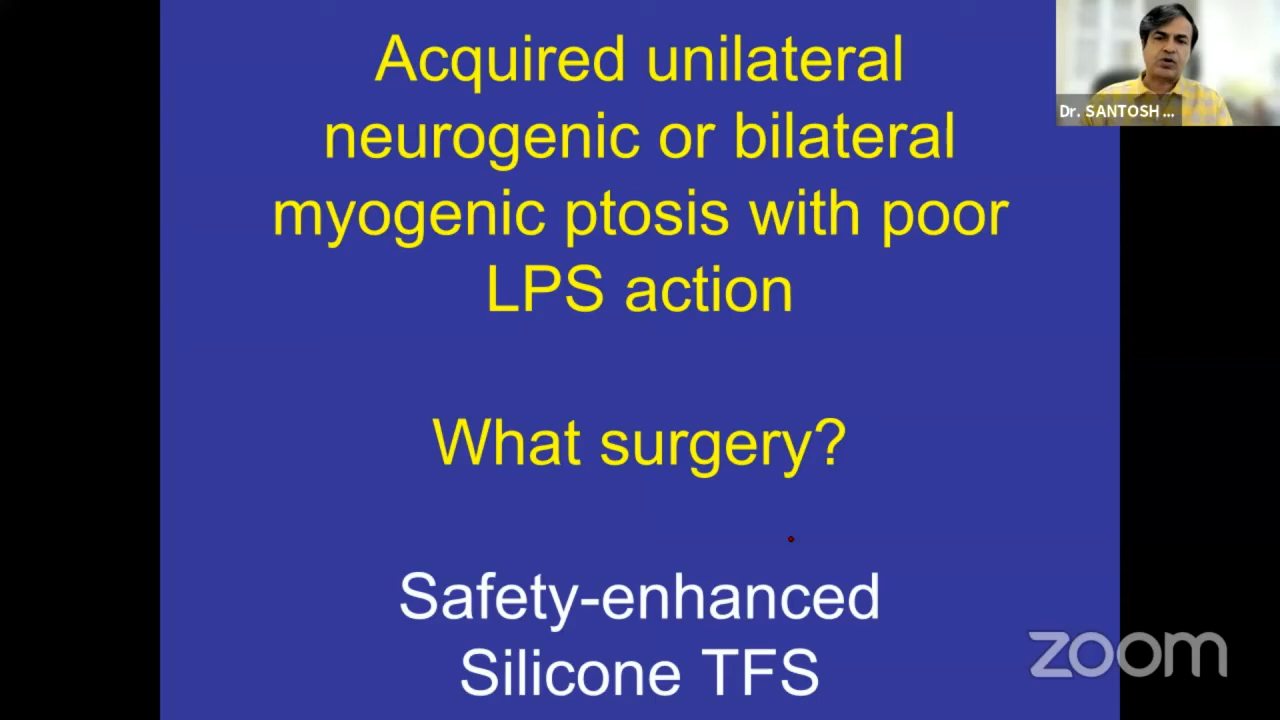 Acquired unilateral
neurogenic or bilateral
myogenic ptosis with poor
LPS action
What surgery?
Safety-enhanced
Silicone TFS
Dr. SANTOSH ...
zoom